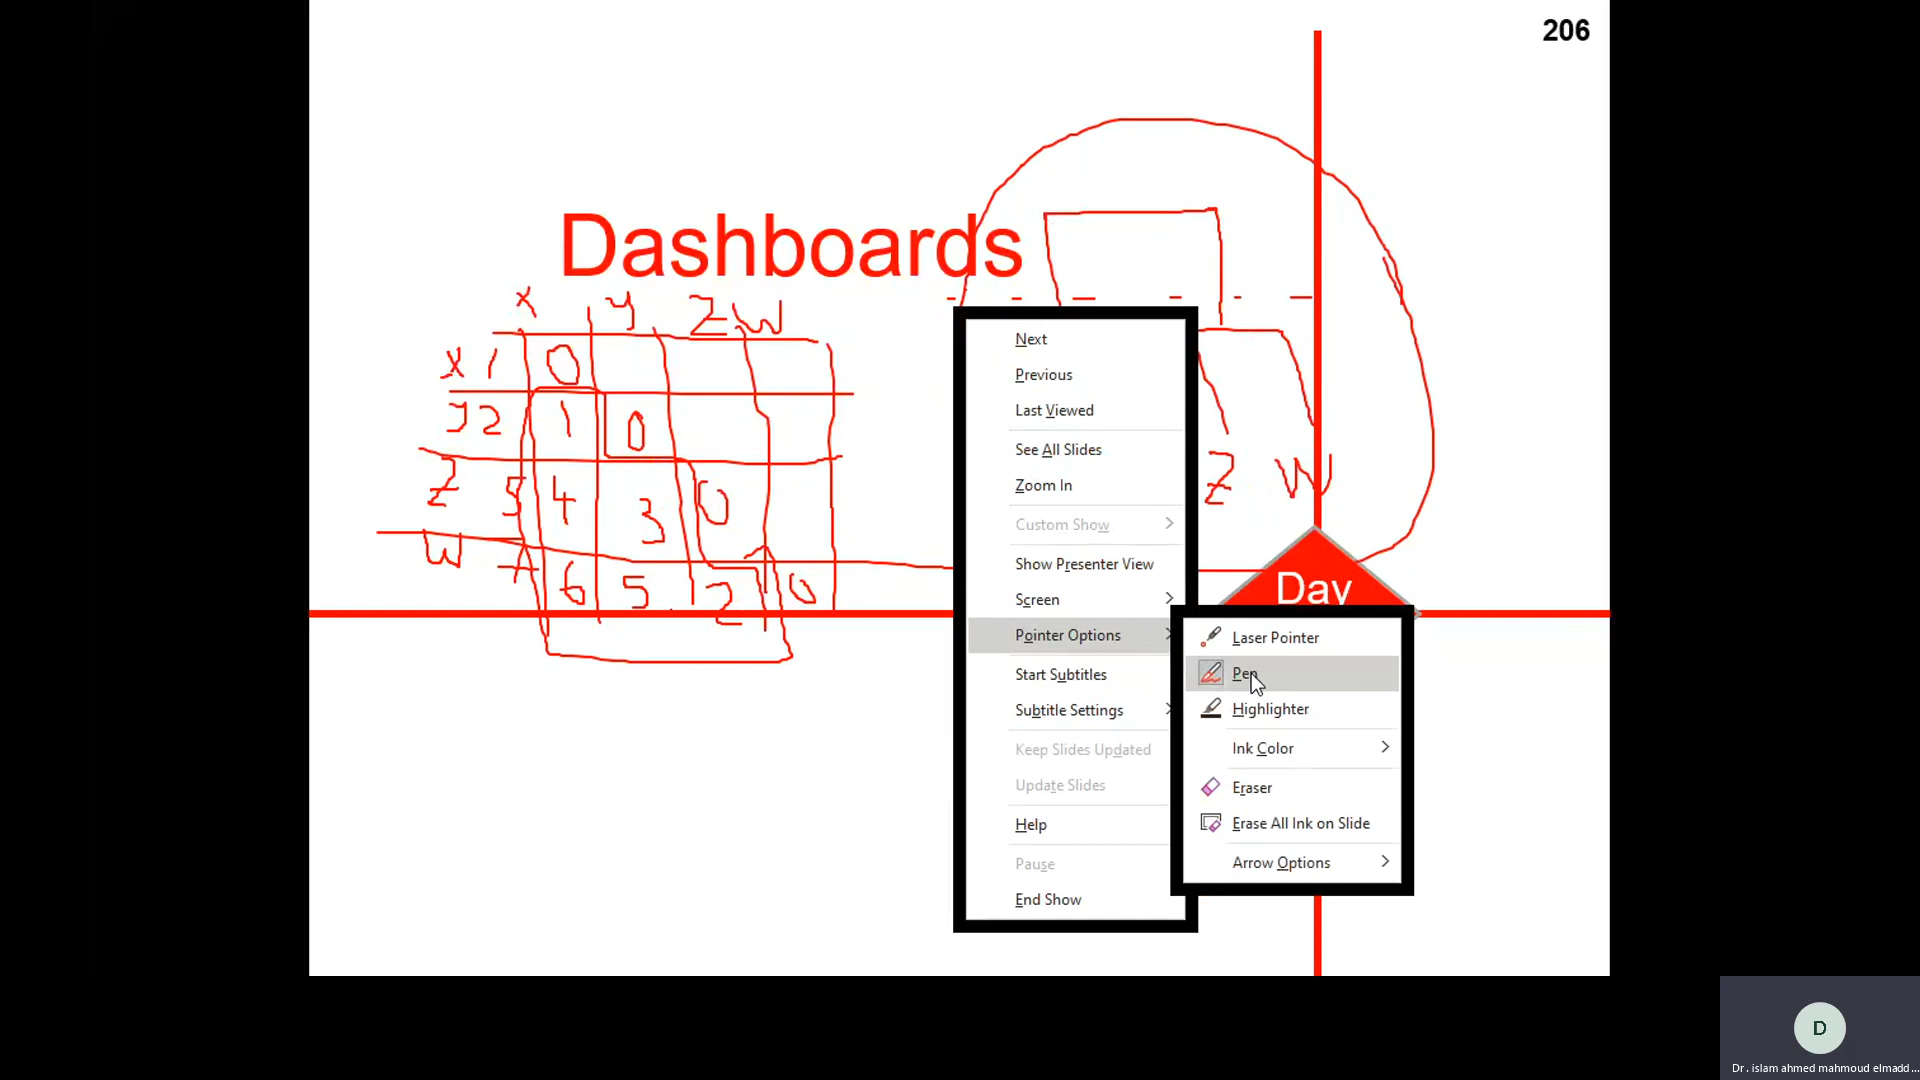 206
Dashboards
X Y Z W
X 1 0
Y 2 1 0
Z 5 4 3 0
W 7 6 5 2 0
Z W
Day
Next
Previous
Last Viewed
See All Slides
Zoom In
Custom Show
Show Presenter View
Screen
Pointer Options
Start Subtitles
Subtitle Settings
Keep Slides Updated
Update Slides
Help
Pause
End Show
Laser Pointer
Pen
Highlighter
Ink Color
Eraser
Erase All Ink on Slide
Arrow Options
D
Dr. islam ahmed mahmoud elmadd...